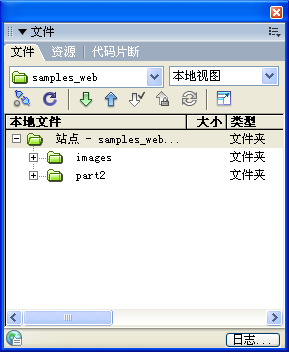 文件
文件 资源 代码片断
samples_web 本地视图
本地文件 大小 类型
站点 - samples_web... 文件夹
images 文件夹
part2 文件夹
日志...